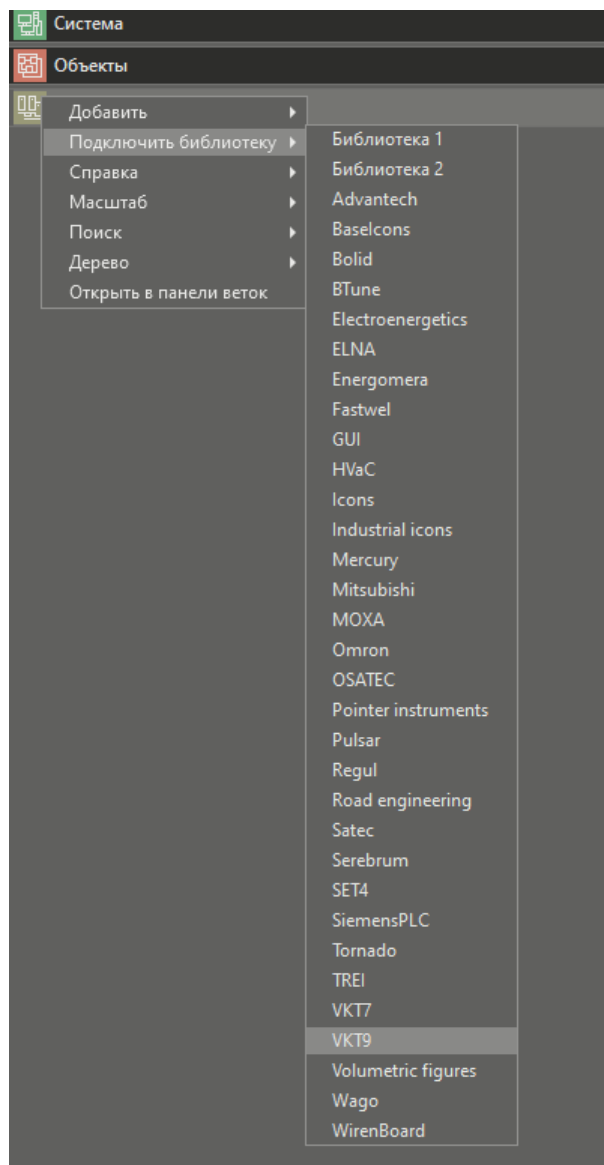 Система
Объекты
Добавить
Подключить библиотеку
Справка
Масштаб
Поиск
Дерево
Открыть в панели веток
Библиотека 1
Библиотека 2
Advantech
BaseIcons
Bolid
BTune
Electroenergetics
ELNA
Energomera
Fastwel
GUI
HVaC
Icons
Industrial icons
Mercury
Mitsubishi
MOXA
Omron
OSATEC
Pointer instruments
Pulsar
Regul
Road engineering
Satec
Serebrum
SET4
SiemensPLC
Tornado
TREI
VKT7
VKT9
Volumetric figures
Wago
WirenBoard